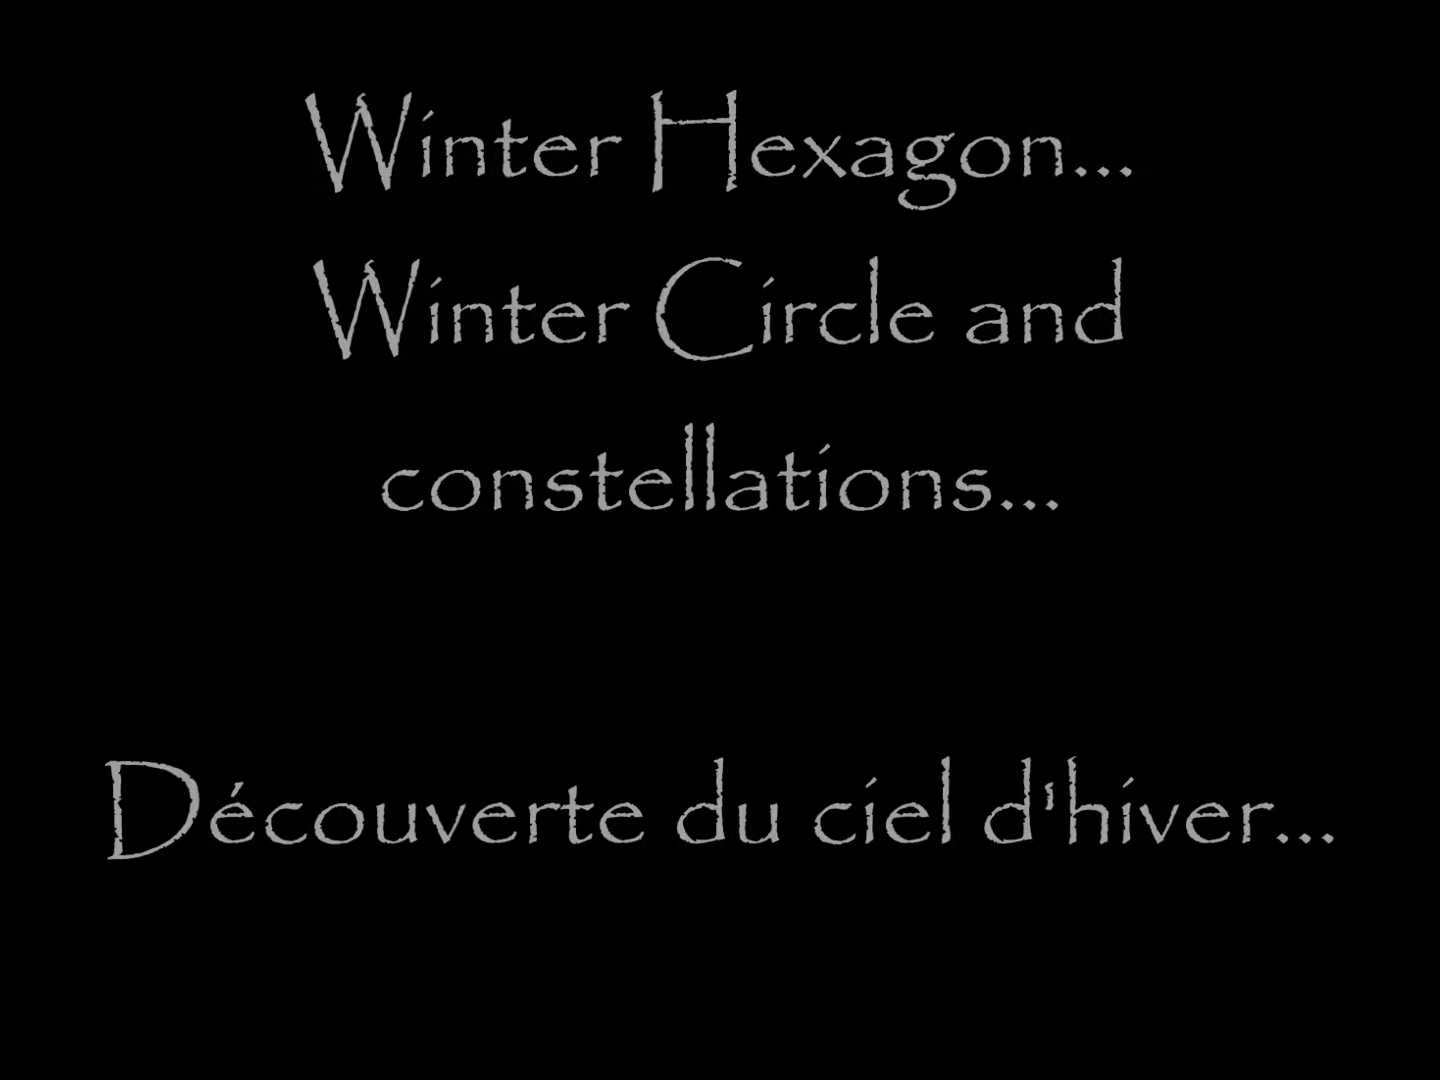 Winter Hexagon...
Winter Circle and
constellations...
Découverte du ciel d'hiver...